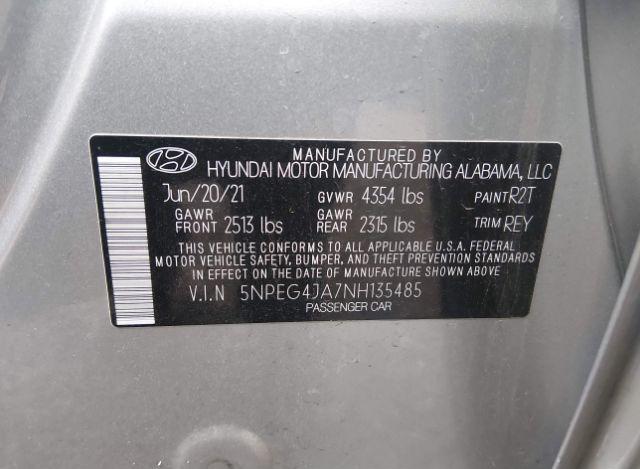 MANUFACTURED BY
HYUNDAI MOTOR MANUFACTURING ALABAMA, LLC
Jun/20/21 GVWR 4354 lbs PAINT R2T
GAWR FRONT 2513 lbs GAWR REAR 2315 lbs TRIM REY
THIS VEHICLE CONFORMS TO ALL APPLICABLE U.S.A. FEDERAL
MOTOR VEHICLE SAFETY, BUMPER, AND THEFT PREVENTION
STANDARDS IN EFFECT ON THE DATE OF MANUFACTURE SHOWN ABOVE
V.I.N 5NPEG4JA7NH135485
PASSENGER CAR